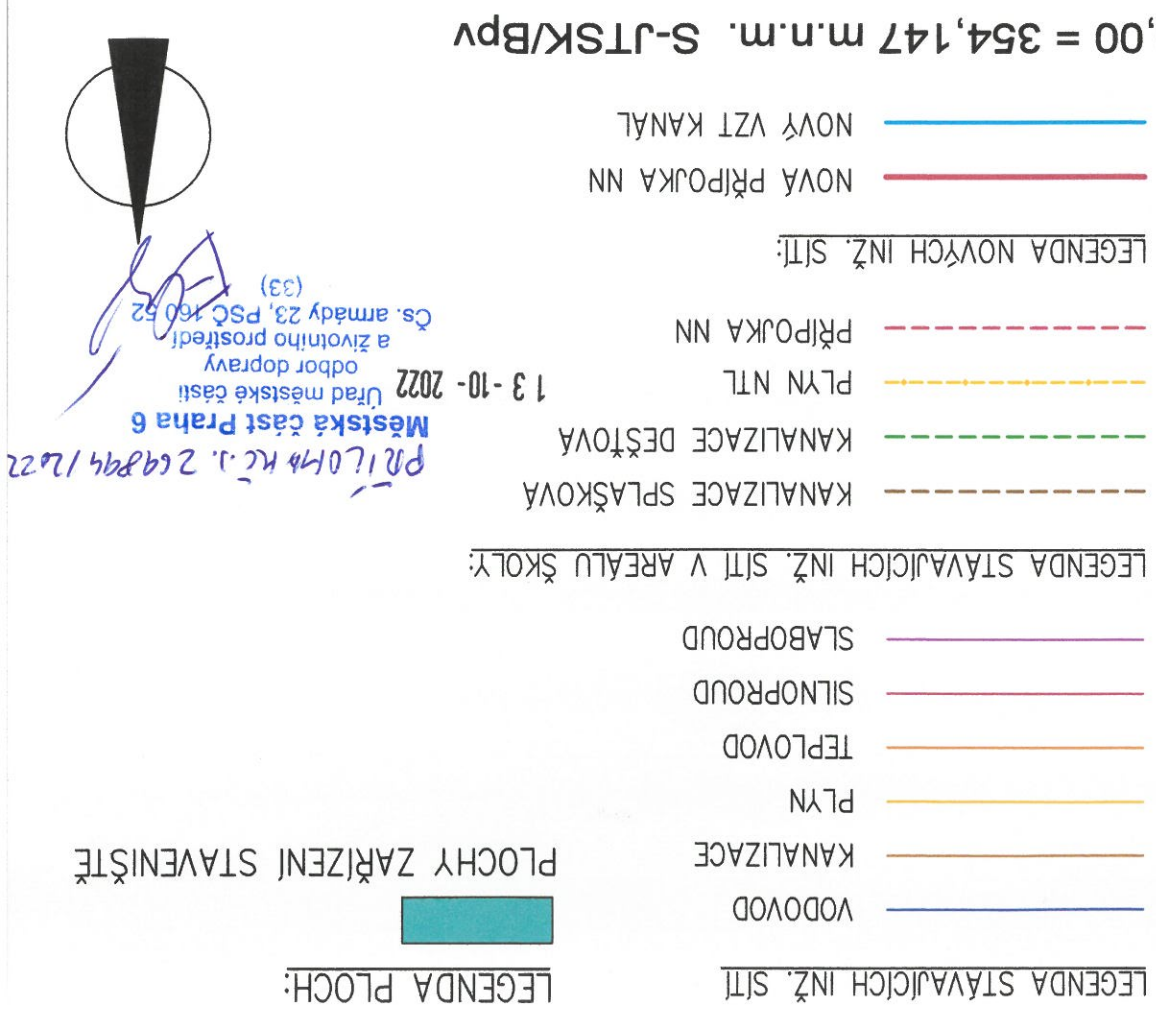 LEGENDA STÁVAJÍCÍCH INŽ. SÍTÍ
VODOVOD
KANALIZACE
PLYN
TEPLOVOD
SILNOPROUD
SLABOPROUD
LEGENDA PLOCH:
PLOCHY ZAŘÍZENÍ STAVENIŠTĚ
LEGENDA STÁVAJÍCÍCH INŽ. SÍTÍ V AREÁLU ŠKOLY:
KANALIZACE SPLAŠKOVÁ
KANALIZACE DEŠŤOVÁ
PLYN NTL
PŘÍPOJKA NN
PŘÍLOHA KČ.J. 269894/2022
Městská část Praha 6
Úřad městské části
odbor dopravy
a životního prostředí
Čs. armády 23, PSČ 160 52
(33)
13 -10- 2022
LEGENDA NOVÝCH INŽ. SÍTÍ:
NOVÁ PŘÍPOJKA NN
NOVÝ VZT KANÁL
,00 = 354,147 m.n.m. S-JTSK/Bpv